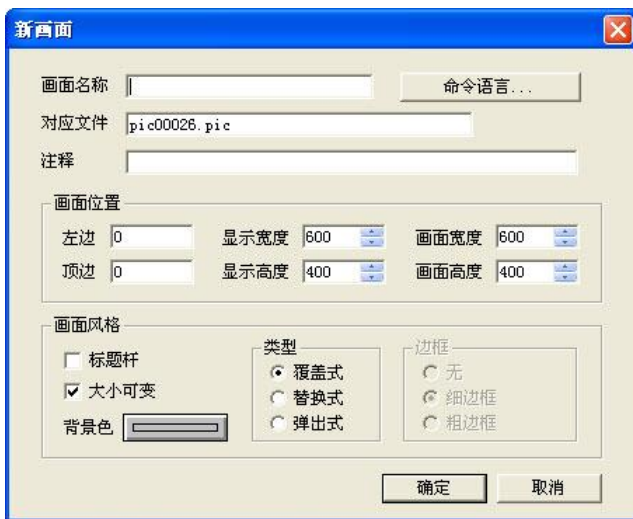 新画面
画面名称 命令语言...
对应文件 pic00026.pic
注释
画面位置
左边 0 显示宽度 600 画面宽度 600
顶边 0 显示高度 400 画面高度 400
画面风格
标题杆
大小可变
背景色
类型
覆盖式
替换式
弹出式
边框
无
细边框
粗边框
确定 取消